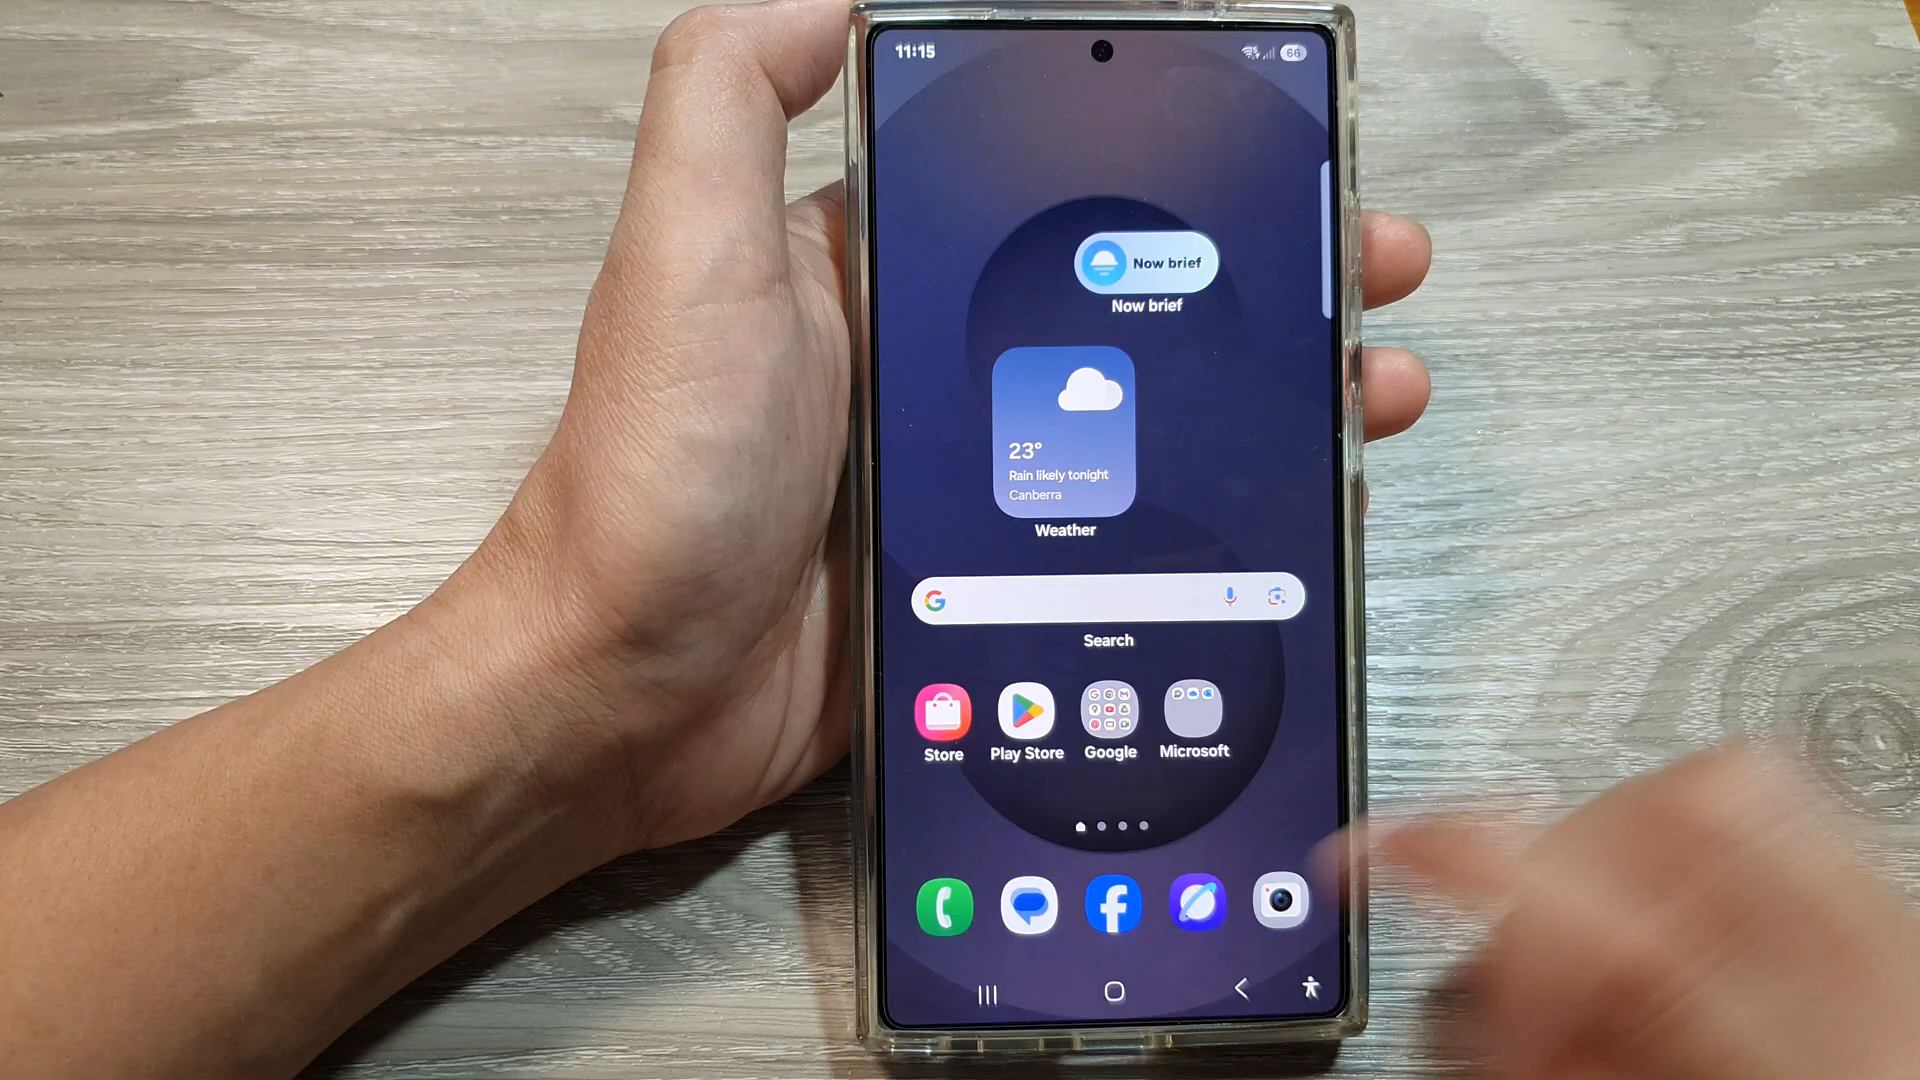 11:15
66
Now brief
Now brief
23°
Rain likely tonight
Canberra
Weather
Search
Store
Play Store
Google
Microsoft